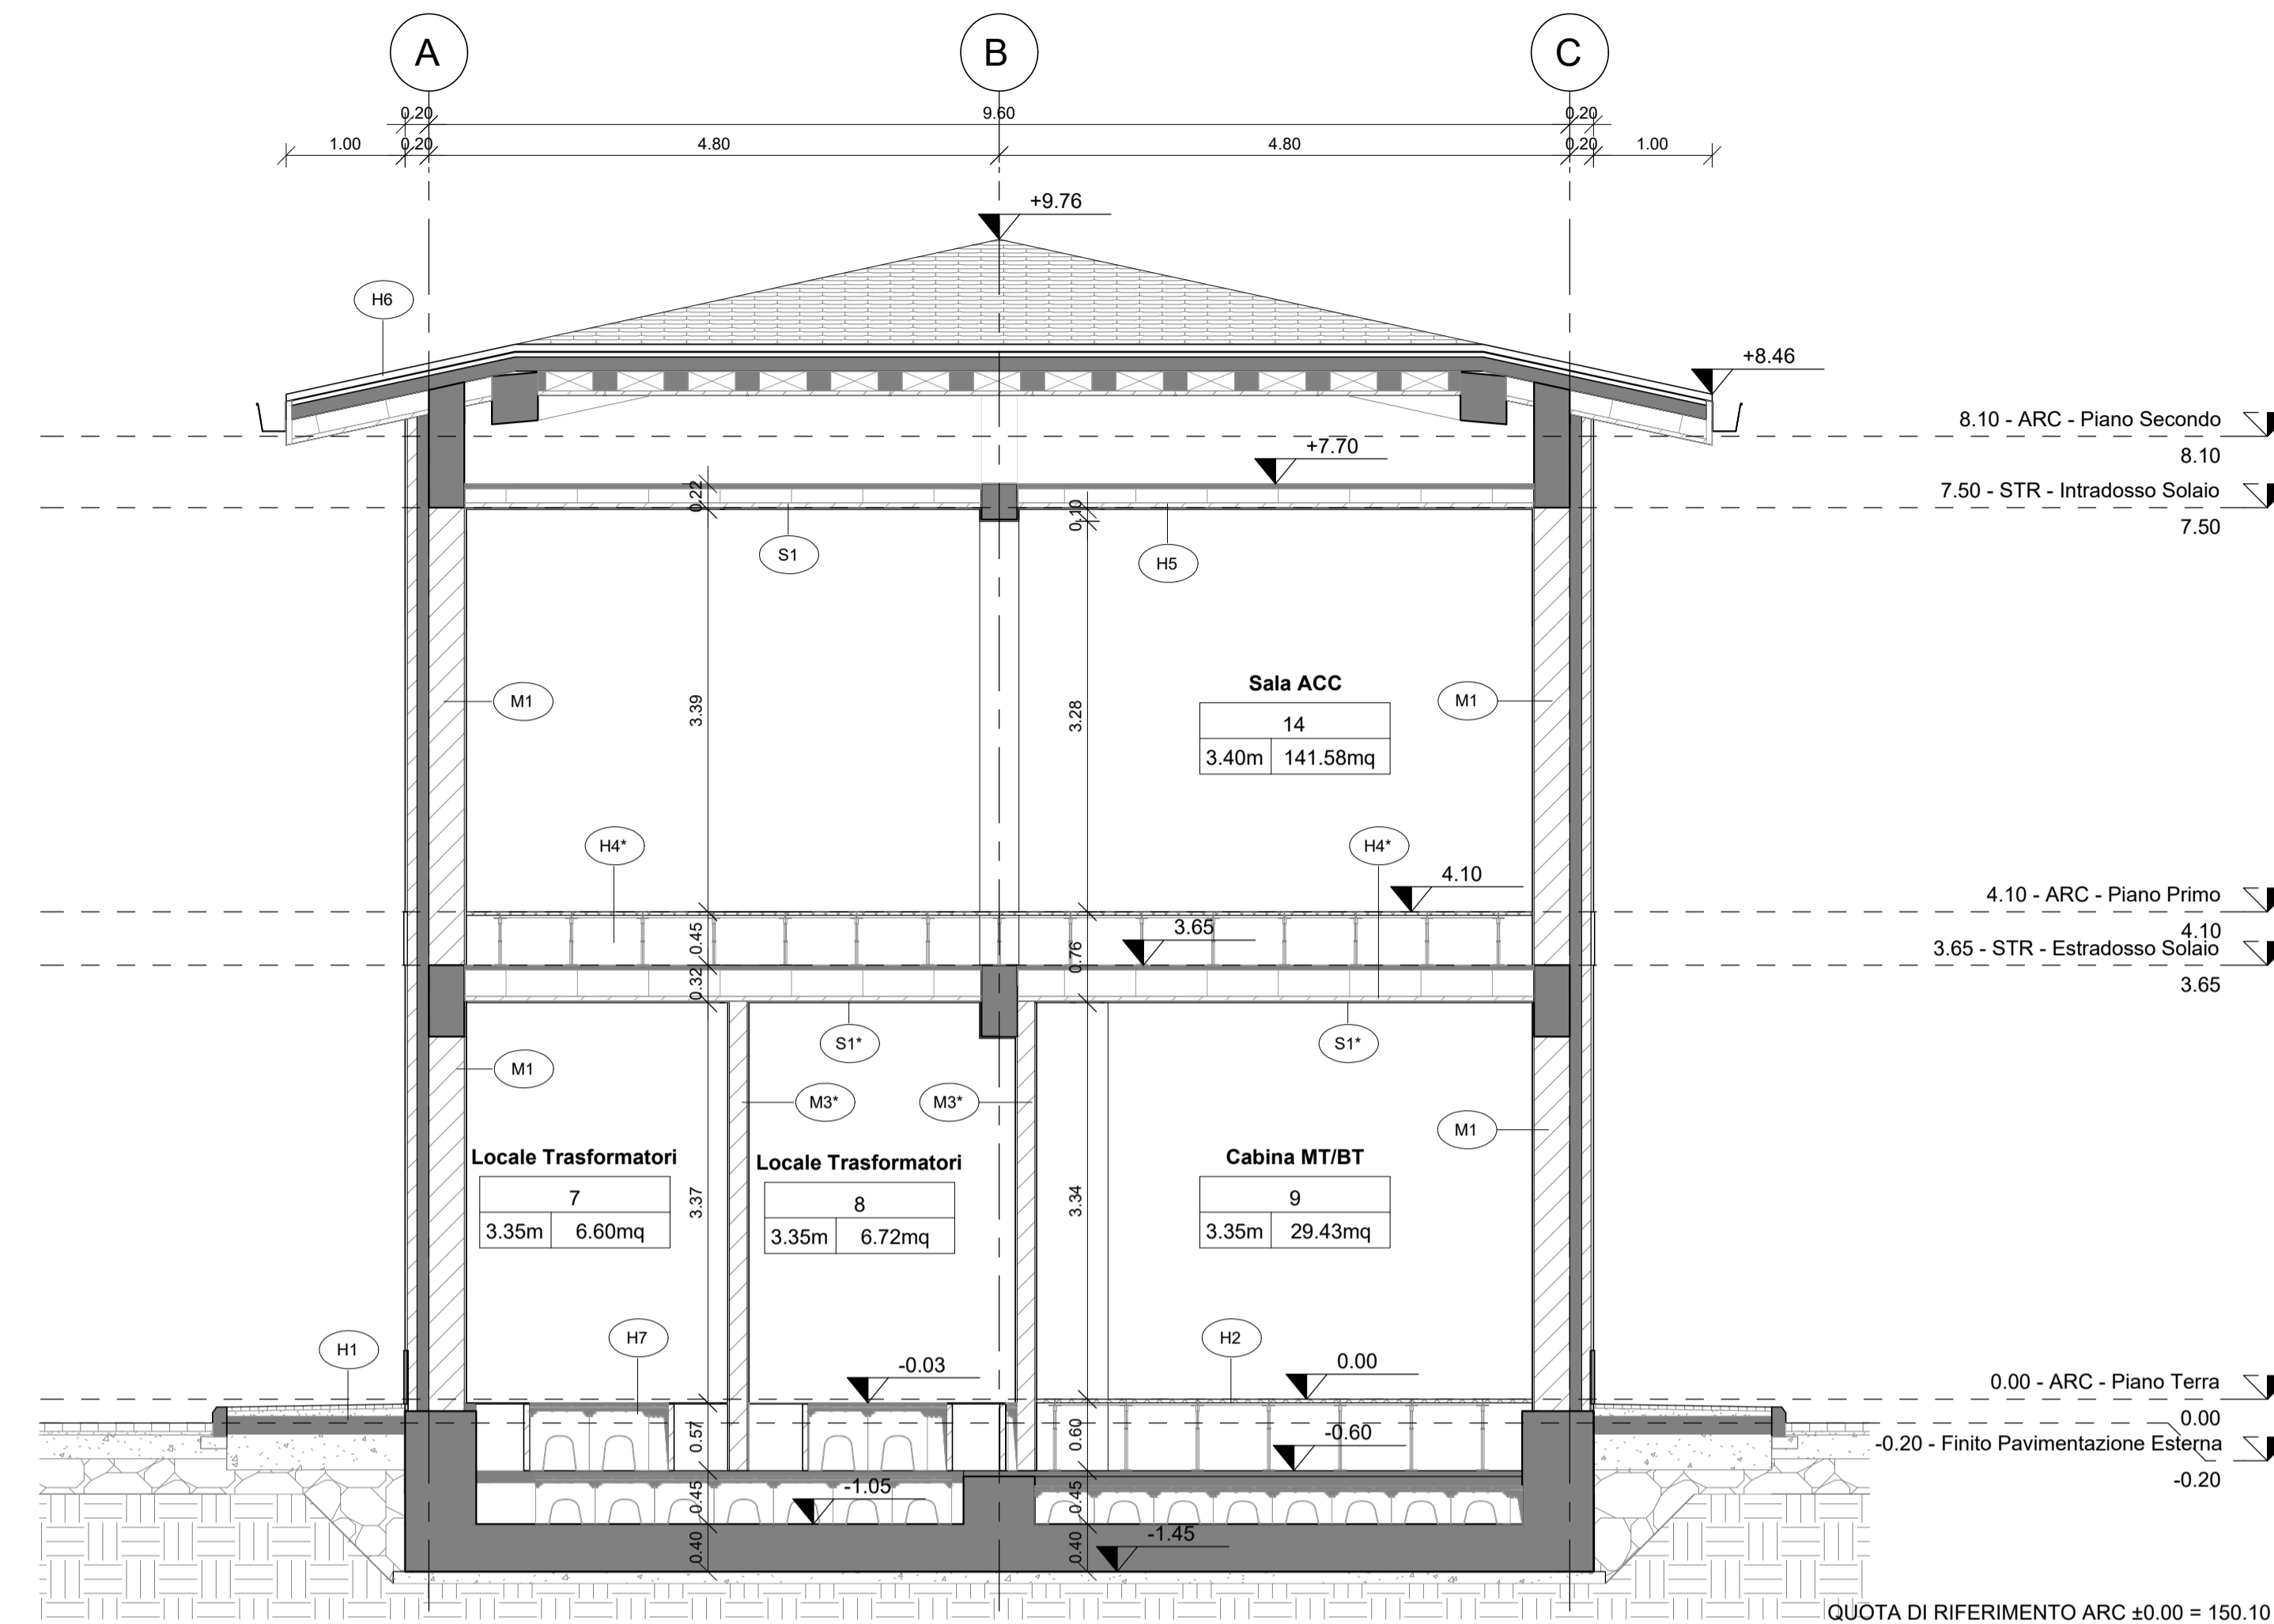 A
B
C
0.20
9.60
0.20
1.00
0.20
4.80
4.80
0.20
1.00
+9.76
H6
+8.46
8.10 - ARC - Piano Secondo
8.10
+7.70
7.50 - STR - Intradosso Solaio
7.50
0.22
0.10
S1
H5
Sala ACC
14
3.40m
141.58mq
M1
M1
3.39
3.28
H4*
H4*
4.10
4.10 - ARC - Piano Primo
4.10
3.65
3.65 - STR - Estradosso Solaio
3.65
0.45
0.76
0.32
S1*
S1*
M1
M3*
M3*
M1
Locale Trasformatori
7
3.35m
6.60mq
Locale Trasformatori
8
3.35m
6.72mq
Cabina MT/BT
9
3.35m
29.43mq
3.37
3.34
H1
H7
H2
-0.03
0.00
0.00 - ARC - Piano Terra
0.00
-0.60
-0.20 - Finito Pavimentazione Esterna
-0.20
0.57
0.60
-1.05
0.45
0.45
-1.45
0.40
0.40
QUOTA DI RIFERIMENTO ARC ±0.00 = 150.10